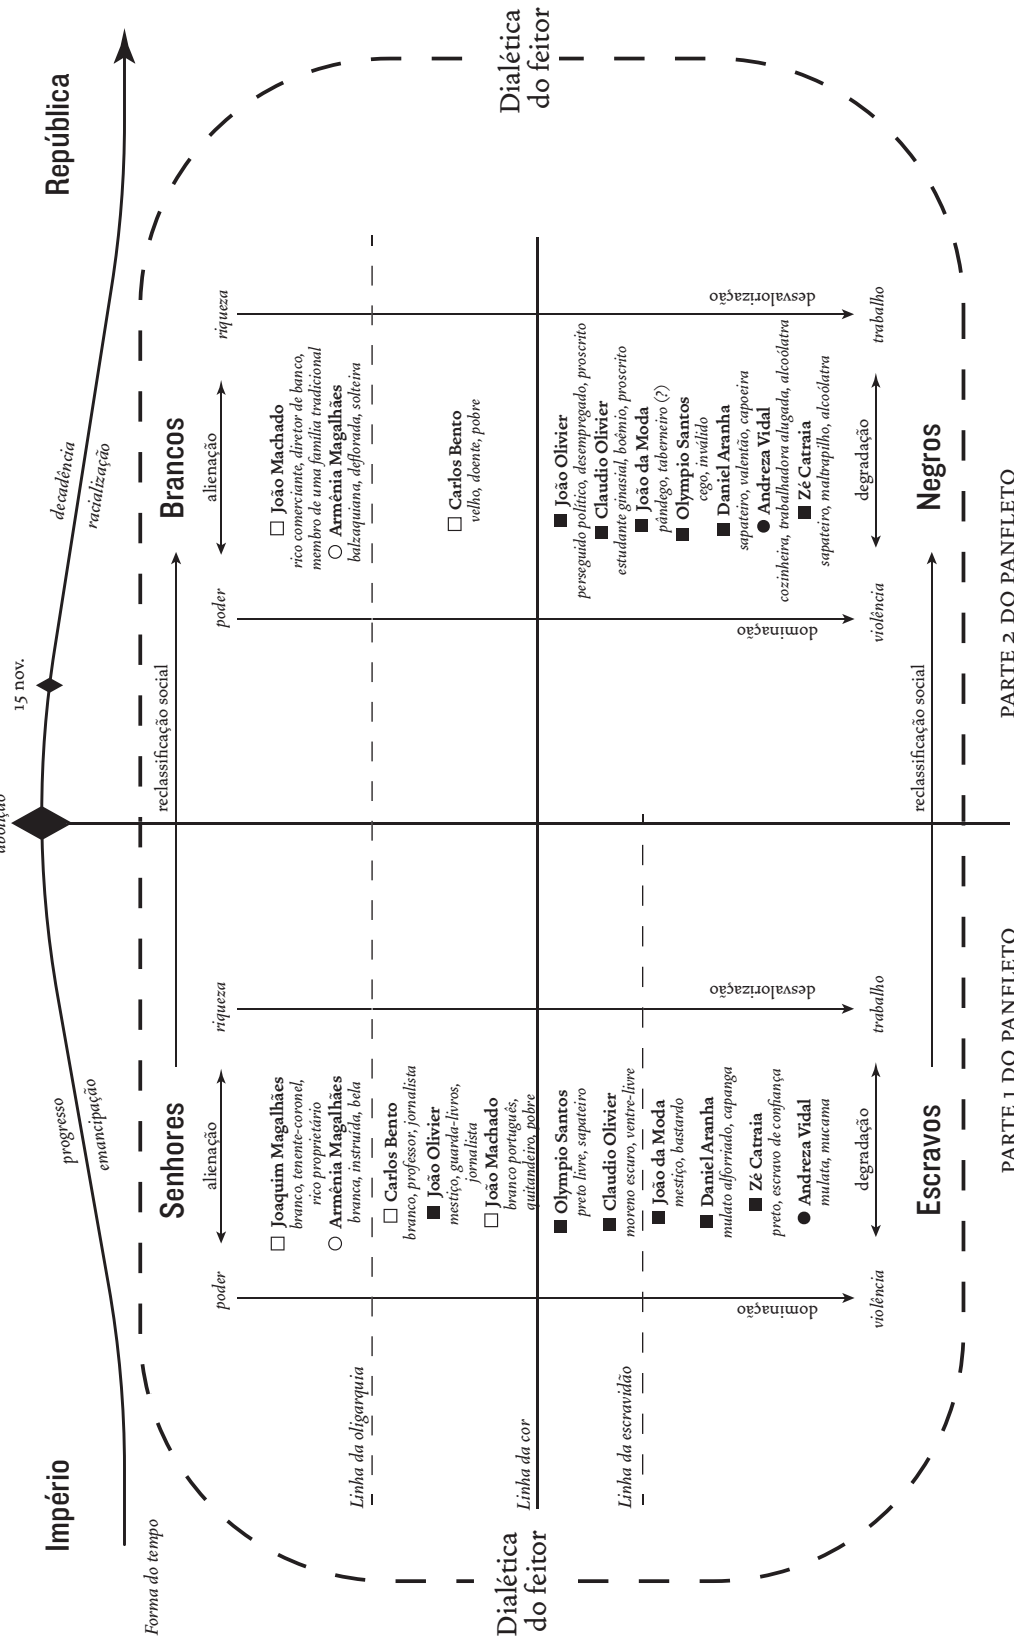 Império
República
Forma do tempo
progresso
emancipação
abolição
15 nov.
decadência
racialização
Dialética
do feitor
Senhores
alienação
poder
riqueza
Joaquim Magalhães
branco, tenente-coronel,
rico proprietário
Armênia Magalhães
branca, instruída, bela
Linha da oligarquia
Carlos Bento
branco, professor, jornalista
João Olivier
mestiço, guarda-livros,
jornalista
João Machado
branco português,
quitandeiro, pobre
Linha da cor
Olympio Santos
preto livre, sapateiro
Claudio Olivier
moreno escuro, ventre-livre
Linha da escravidão
João da Moda
mestiço, bastardo
Daniel Aranha
mulato alforriado, capanga
Zé Catraia
preto, escravo de confiança
Andreza Vidal
mulata, mucama
dominação
desvalorização
violência
degradação
trabalho
Escravos
reclassificação social
reclassificação social
Brancos
alienação
poder
riqueza
João Machado
rico comerciante, diretor de banco,
membro de uma família tradicional
Armênia Magalhães
balzaquiana, deflorada, solteira
Carlos Bento
velho, doente, pobre
João Olivier
perseguido político, desempregado, proscrito
Claudio Olivier
estudante ginasial, boêmio, proscrito
João da Moda
pândego, taberneiro (?)
Olympio Santos
cego, inválido
Daniel Aranha
sapateiro, valentão, capoeira
Andreza Vidal
cozinheira, trabalhadora alugada, alcoólatra
Zé Catraia
sapateiro, maltrapilho, alcoólatra
dominação
desvalorização
violência
degradação
trabalho
Negros
Dialética
do feitor
PARTE 1 DO PANFLETO
PARTE 2 DO PANFLETO